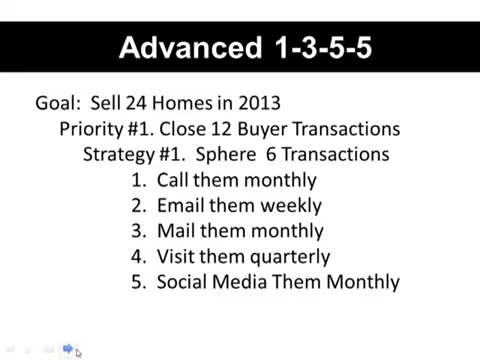 Advanced 1-3-5-5
Goal:  Sell 24 Homes in 2013
Priority #1. Close 12 Buyer Transactions
Strategy #1.  Sphere  6 Transactions
1.  Call them monthly
2.  Email them weekly
3.  Mail them monthly
4.  Visit them quarterly
5.  Social Media Them Monthly